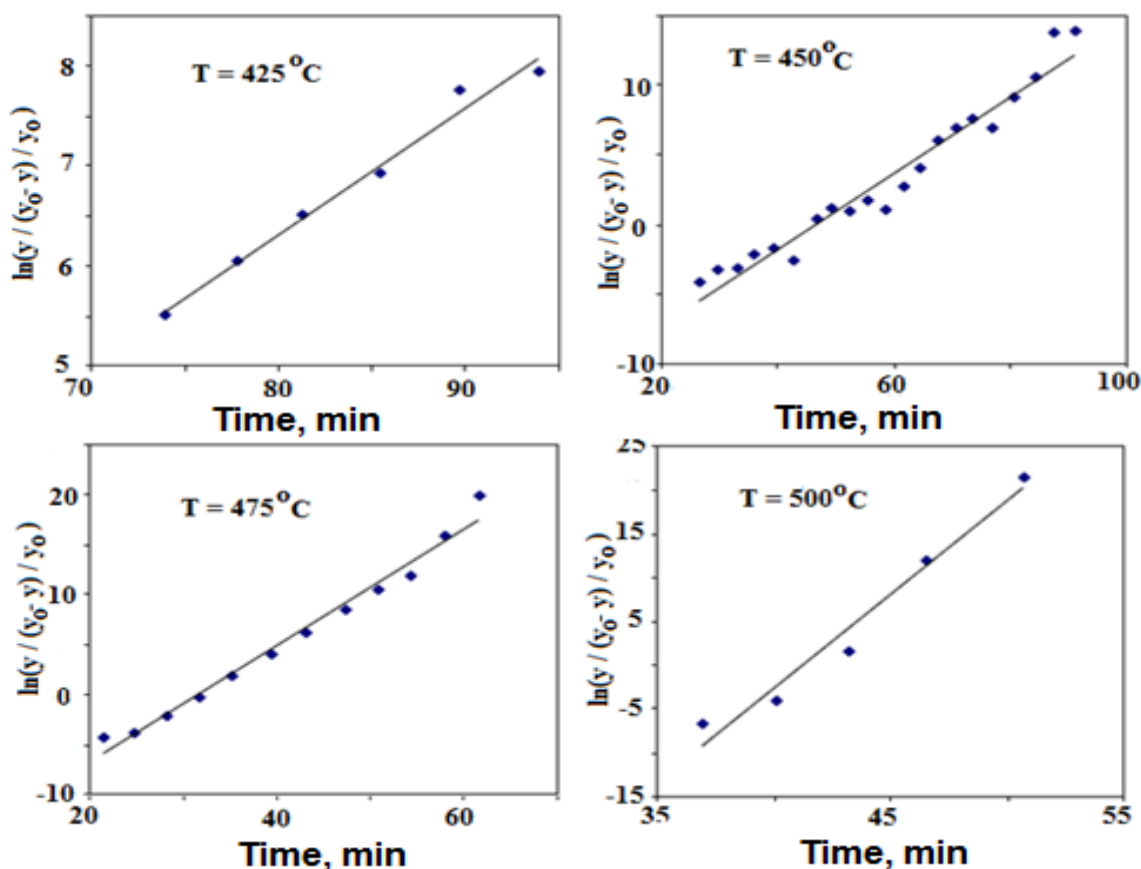 T = 425 °C
ln(y / (y₀- y) / y₀)
8
7
6
5
70
80
90
Time, min
T = 450 °C
ln(y / (y₀- y) / y₀)
10
0
-10
20
60
100
Time, min
T = 475 °C
ln(y / (y₀- y) / y₀)
20
10
0
-10
20
40
60
Time, min
T = 500 °C
ln(y / (y₀- y) / y₀)
25
15
5
-5
-15
35
45
55
Time, min